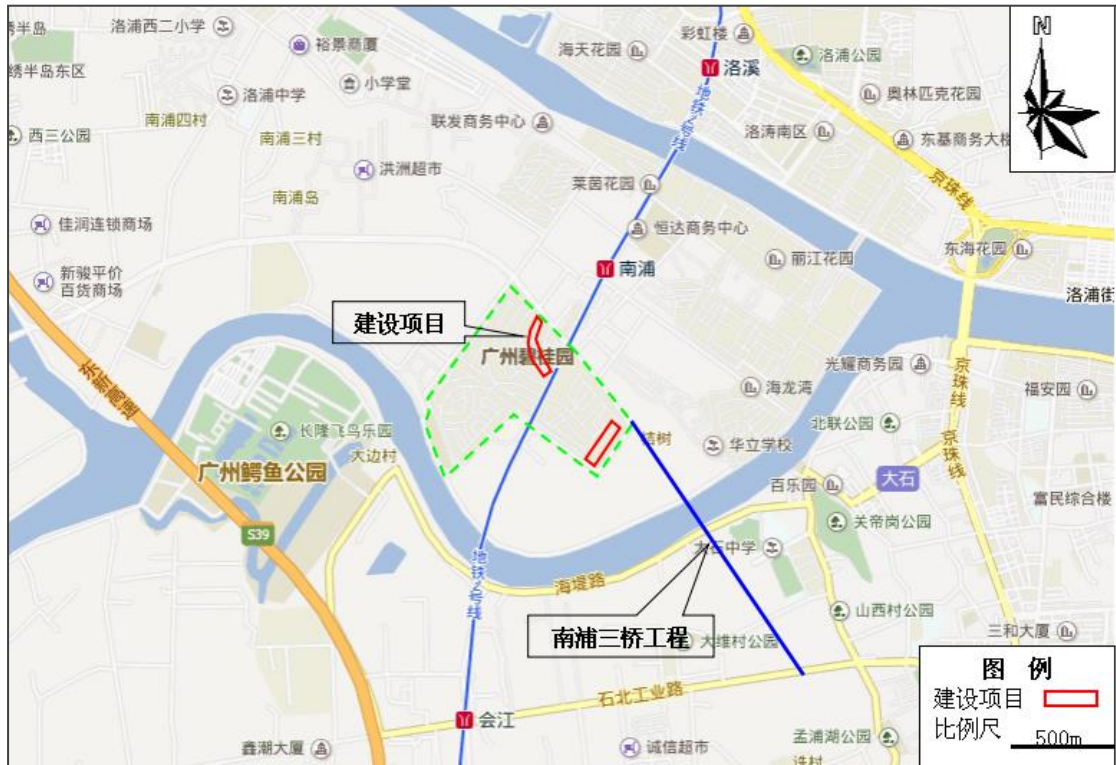 秀半岛
洛浦西二小学
裕景商厦
绣半岛东区
洛浦中学
小学堂
西三公园
南浦四村
南浦三村
联发商务中心
洪洲超市
南浦岛
佳润连锁商场
新骏平价
百货商场
海天花园
彩虹楼
洛溪
洛浦公园
奥林匹克花园
地铁2号线
洛涛南区
东基商务大楼
京珠线
莱茵花园
恒达商务中心
丽江花园
东海花园
南浦
洛浦街
N
建设项目
广州碧桂园
东新高速
长隆飞鸟乐园
大边村
广州鳄鱼公园
S39
桔树
海龙湾
光耀商务园
京珠线
福安园
北联公园
华立学校
京珠线
百乐园
大石
富民综合楼
关帝岗公园
大石中学
地铁2号线
海堤路
山西村公园
三和大厦
南浦三桥工程
大维村公园
石北工业路
会江
鑫潮大厦
诚信超市
孟浦湖公园
洗村
图 例
建设项目
比例尺
500m